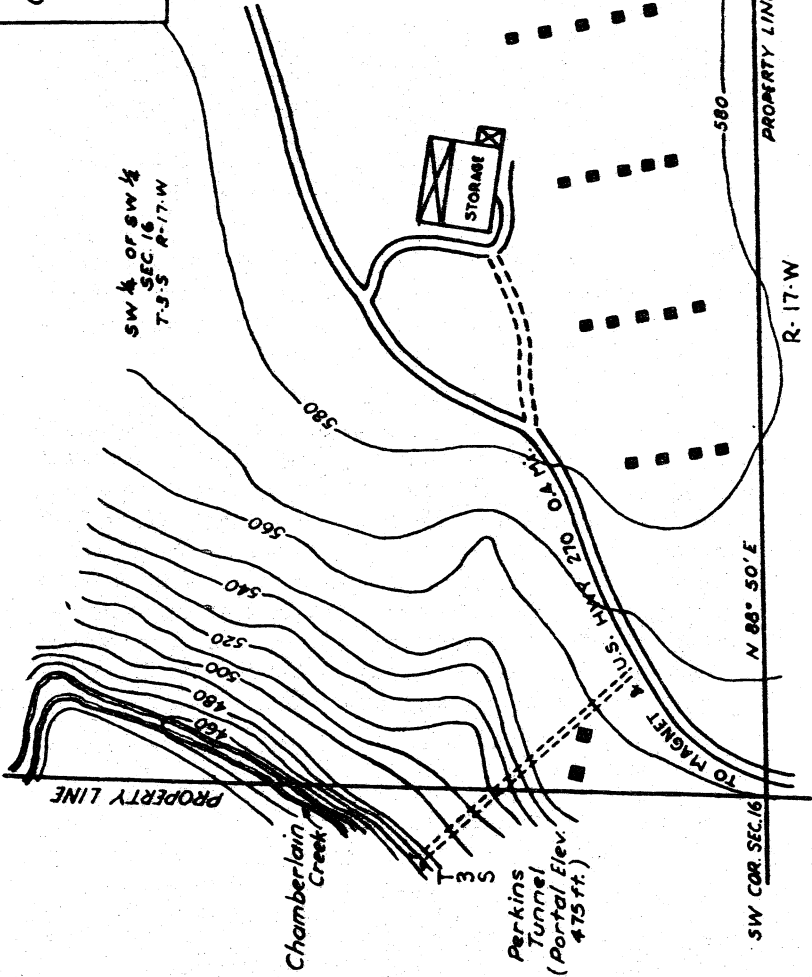 SW ¼ OF SW ¼
SEC. 16
T-3-S R-17-W
STORAGE
580
PROPERTY LINE
R-17-W
580
560
540
520
500
480
460
N 88° 50' E
TO MAGNET & U.S. HWY 270 0.4 MI.
PROPERTY LINE
Chamberlain
Creek
T
3
S
Perkins
Tunnel
(Portal Elev.
475 ft.)
SW COR. SEC. 16